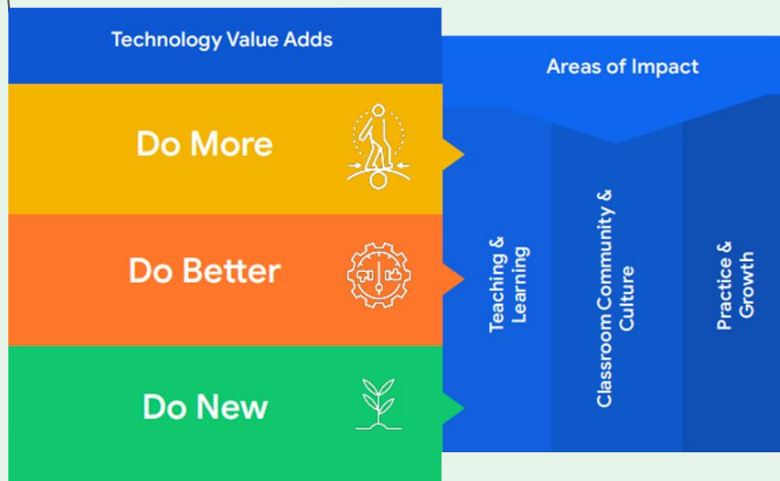 Technology Value Adds
Do More
Do Better
Do New
Areas of Impact
Teaching &
Learning
Classroom Community &
Culture
Practice &
Growth